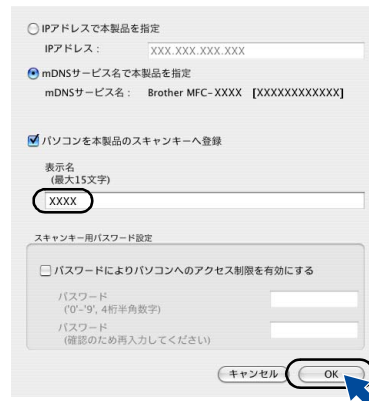 IPアドレスで本製品を指定
IPアドレス： XXX.XXX.XXX.XXX
mDNSサービス名で本製品を指定
mDNSサービス名： Brother MFC-XXXX [XXXXXXXXXXXX]
パソコンを本製品のスキャンキーへ登録
表示名
(最大15文字)
XXXX
スキャンキー用パスワード設定
パスワードによりパソコンへのアクセス制限を有効にする
パスワード
('0'-'9', 4桁半角数字)
パスワード
(確認のため再入力してください)
キャンセル OK